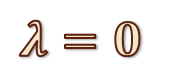 λ = 0